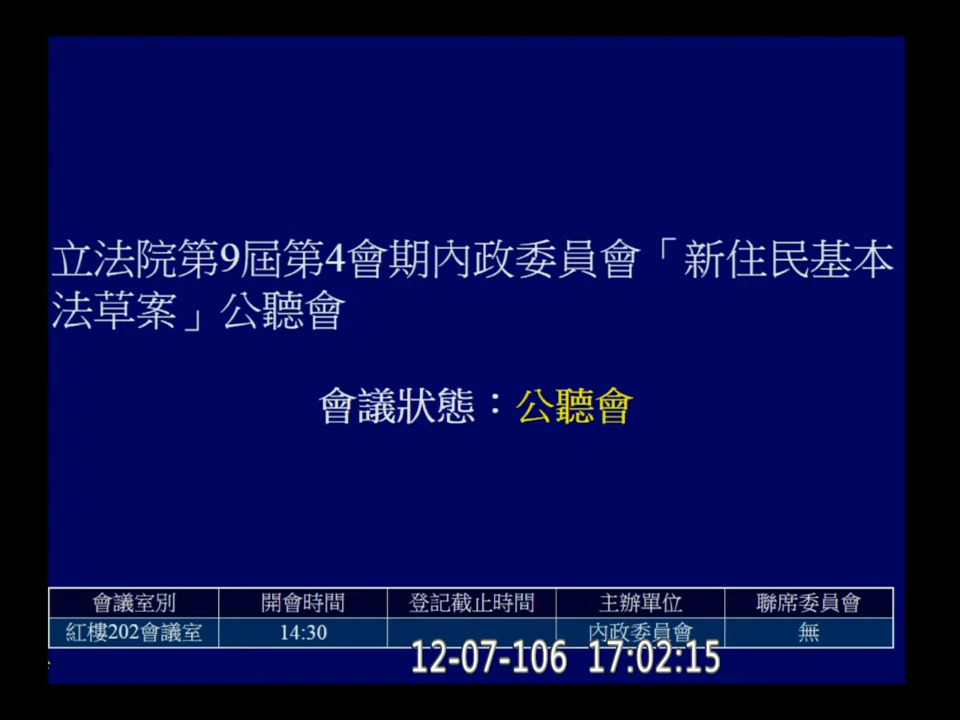 立法院第9屆第4會期內政委員會「新住民基本
法草案」公聽會
會議狀態：公聽會
會議室別 開會時間 登記截止時間 主辦單位 聯席委員會
紅樓202會議室 14:30 內政委員會 無
12-07-106 17:02:15